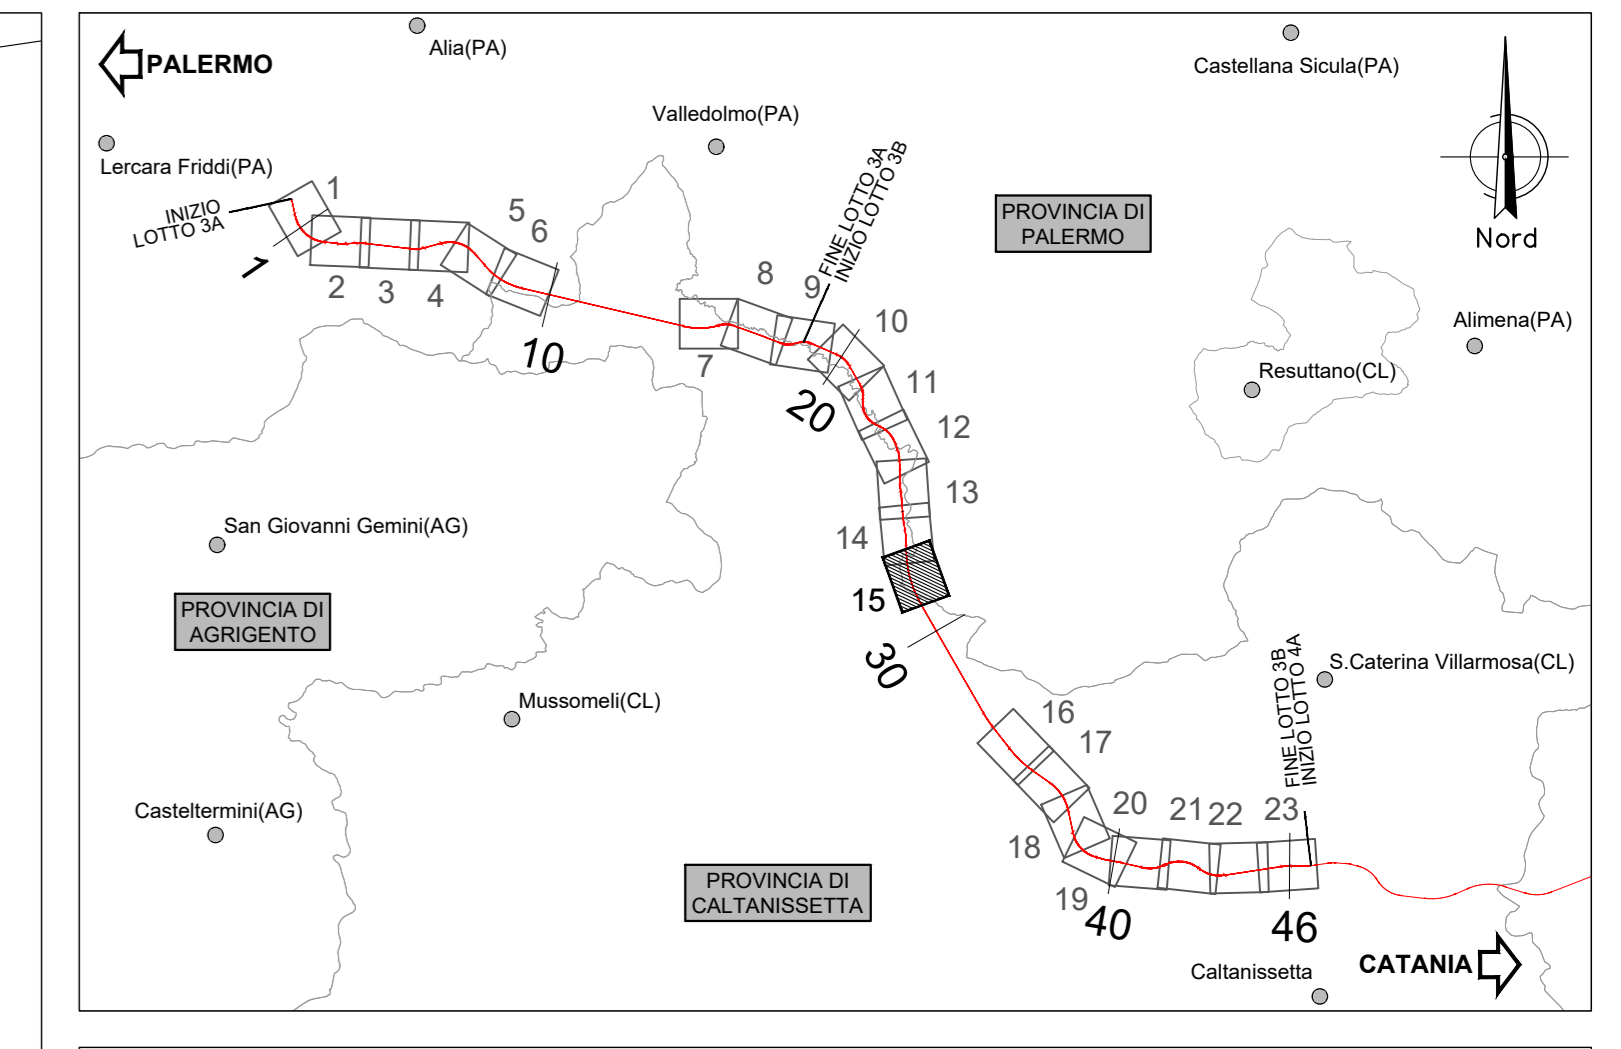 Alia(PA)
PALERMO
Castellana Sicula(PA)
Valledolmo(PA)
Lercara Friddi(PA)
INIZIO
LOTTO 3A
1
1
2
3
4
5
6
10
7
8
9
FINE LOTTO 3A
INIZIO LOTTO 3B
PROVINCIA DI
PALERMO
Nord
10
20
11
12
13
14
15
Alimena(PA)
Resuttano(CL)
San Giovanni Gemini(AG)
PROVINCIA DI
AGRIGENTO
30
Mussomeli(CL)
S.Caterina Villarmosa(CL)
FINE LOTTO 3B
INIZIO LOTTO 4A
16
17
18
19
20
21
22
23
40
46
Casteltermini(AG)
PROVINCIA DI
CALTANISSETTA
Caltanissetta
CATANIA